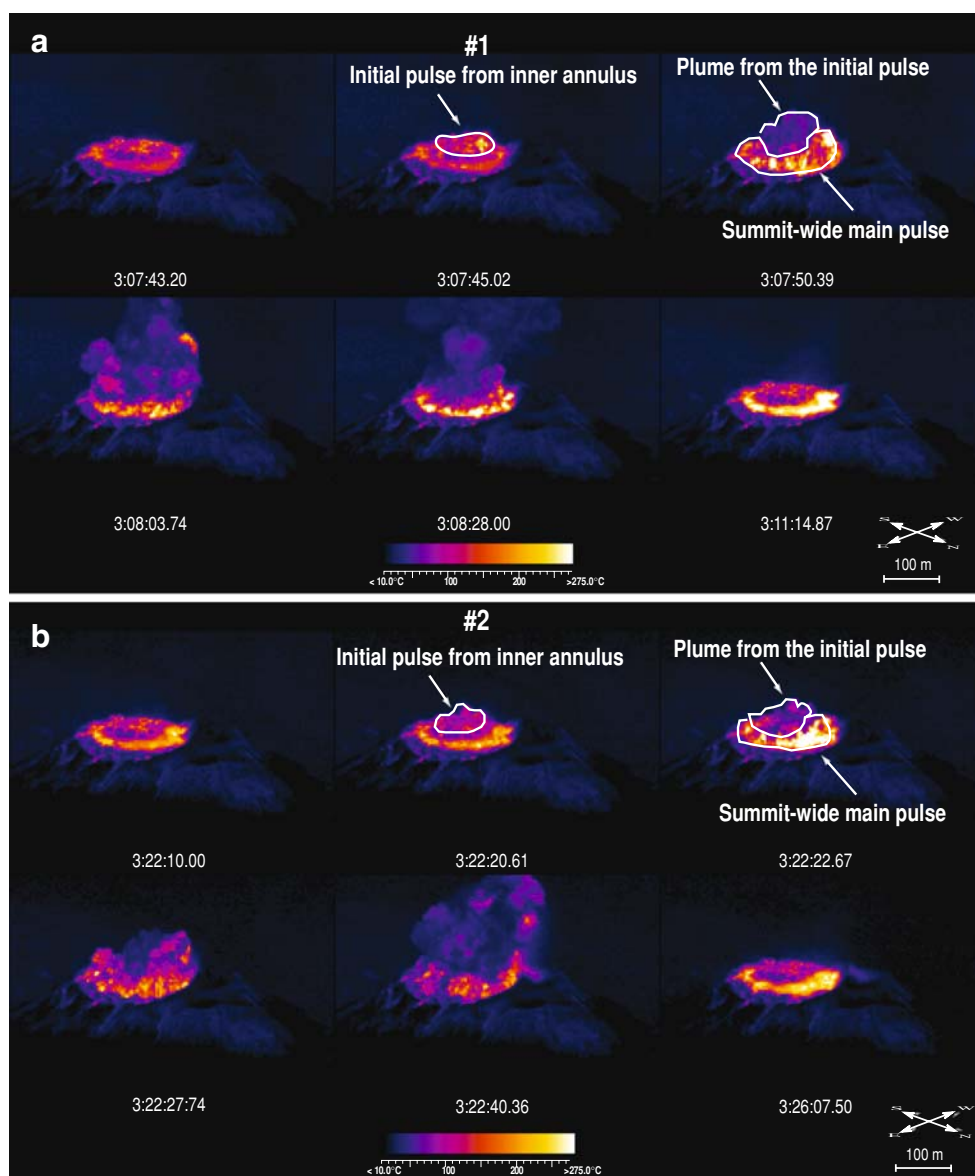 a
#1
Initial pulse from inner annulus
Plume from the initial pulse
Summit-wide main pulse
3:07:43.20
3:07:45.02
3:07:50.39
3:08:03.74
3:08:28.00
3:11:14.87
S W
E N
< 10.0°C 100 200 >275.0°C
100 m
b
#2
Initial pulse from inner annulus
Plume from the initial pulse
Summit-wide main pulse
3:22:10.00
3:22:20.61
3:22:22.67
3:22:27:74
3:22:40.36
3:26:07.50
S W
E N
< 10.0°C 100 200 >275.0°C
100 m